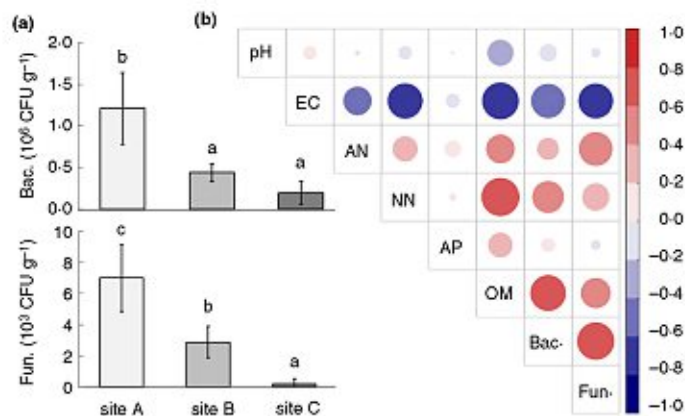 (a)
Bac. (10⁶ CFU g⁻¹)
2·0
1·5
1·0
0·5
0·0
b
a
a
Fun. (10³ CFU g⁻¹)
10
8
6
4
2
0
c
b
a
site A
site B
site C
(b)
pH
EC
AN
NN
AP
OM
Bac·
Fun·
1·0
0·8
0·6
0·4
0·2
0·0
−0·2
−0·4
−0·6
−0·8
−1·0